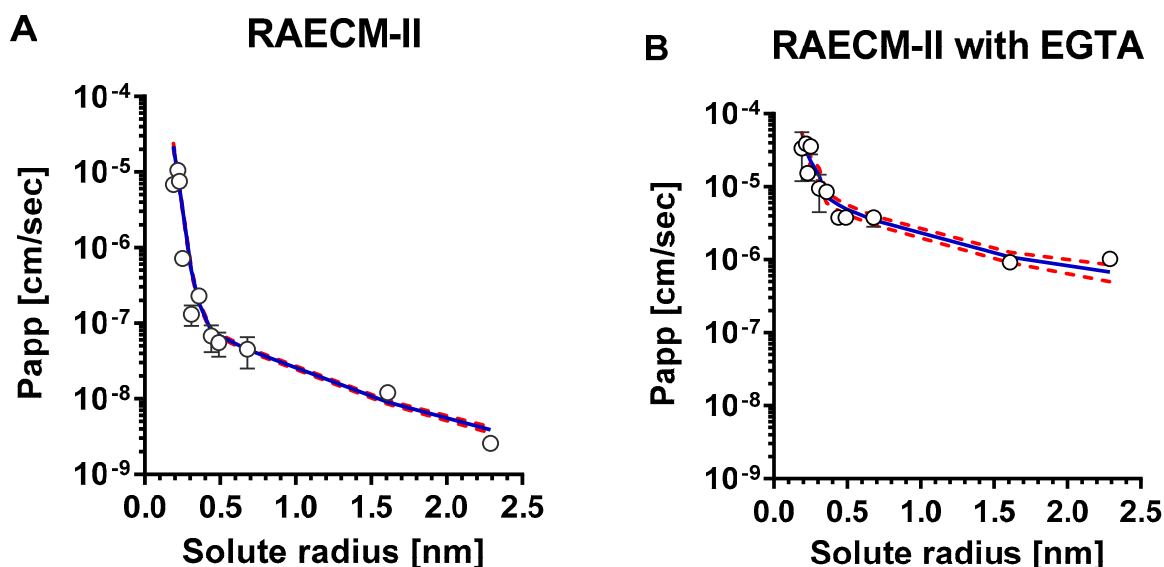 A
RAECM-II
Papp [cm/sec]
10-4
10-5
10-6
10-7
10-8
10-9
0.0 0.5 1.0 1.5 2.0 2.5
Solute radius [nm]
B
RAECM-II with EGTA
Papp [cm/sec]
10-4
10-5
10-6
10-7
10-8
10-9
0.0 0.5 1.0 1.5 2.0 2.5
Solute radius [nm]